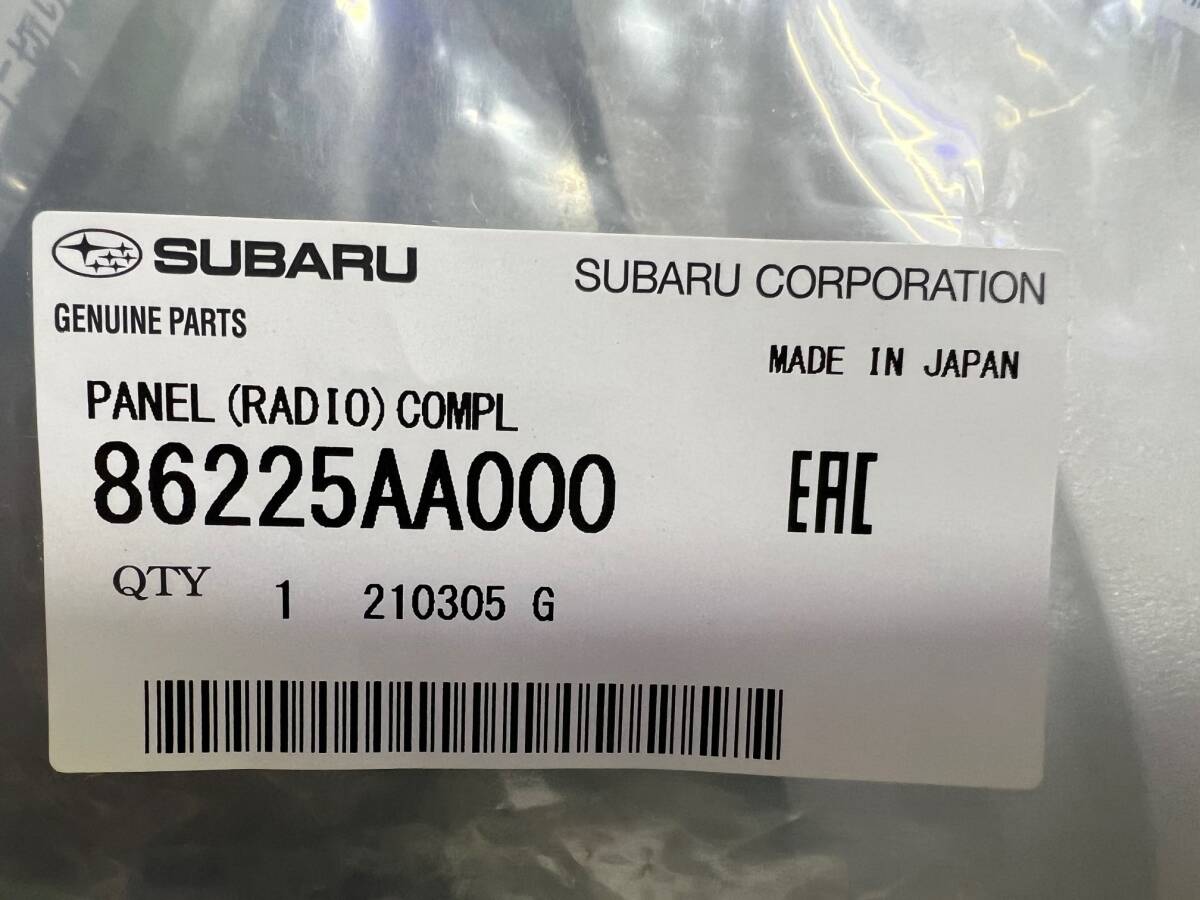 SUBARU
SUBARU CORPORATION
GENUINE PARTS
MADE IN JAPAN
PANEL (RADIO) COMPL
86225AA000
EAC
QTY 1 210305 G